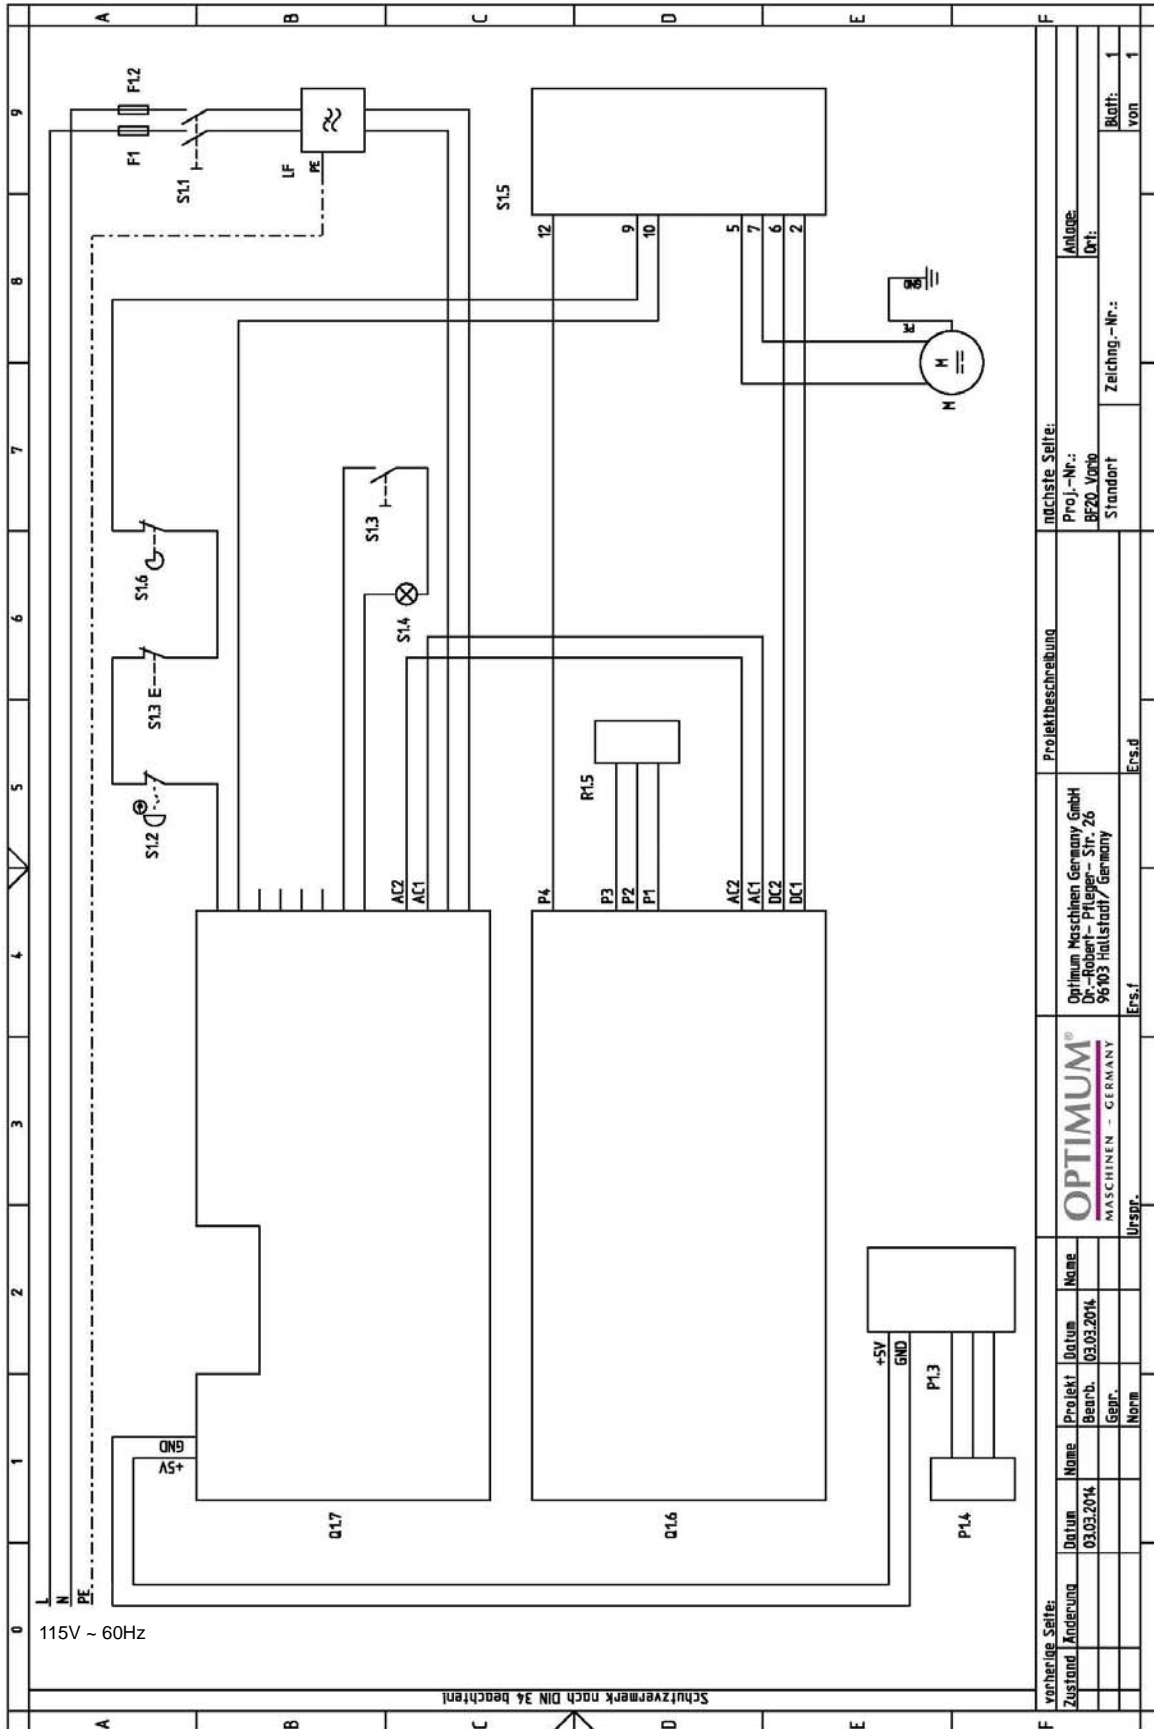 0 1 2 3 4 5 6 7 8 9
A
B
C
D
E
F
A
B
C
D
E
F
L
N
PE
115V ~ 60Hz
Schutzvermerk nach DIN 34 beachten!
F1.2
F1
S1.1
LF
PE
S1.6
S1.3
S1.2
S1.3
S1.4
S1.5
12
9
10
5
7
6
2
AC2
AC1
P4
R1.5
P3
P2
P1
AC2
AC1
DC2
DC1
PE
GND
M
M
GND
+5V
Q1.7
Q1.6
+5V
GND
P1.3
P1.4
vorherige Seite:
Zustand Änderung Datum Name
03.03.2014
Projekt Datum Name
Bearb. 03.03.2014
Gepr.
Norm
Urspr.
OPTIMUM®
MASCHINEN - GERMANY
Optimum Maschinen Germany GmbH
Dr.-Robert- Pfleger- Str. 26
96103 Hallstadt/ Germany
Ers.f
Ers.d
Projektbeschreibung
nächste Seite:
Proj.-Nr.:
BF20_Vario
Standort
Zeichng.-Nr.:
Anlage:
Ort:
Blatt: 1
von 1